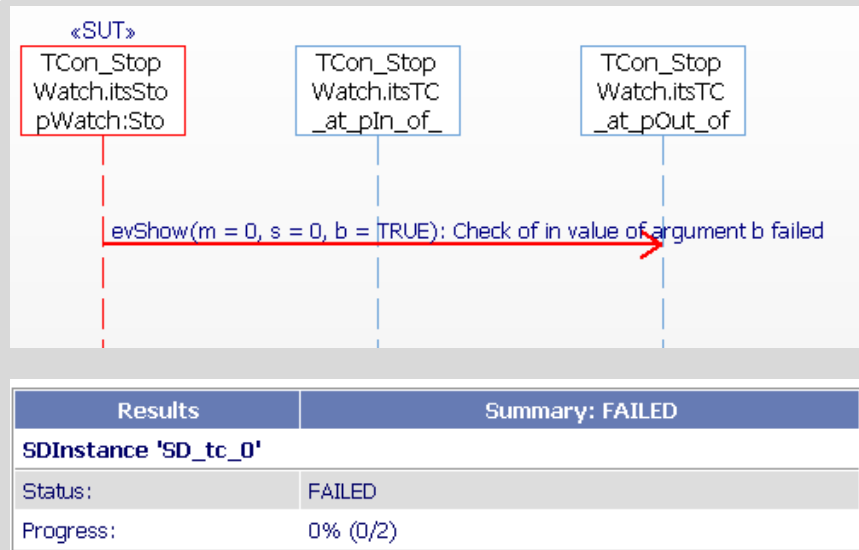 «SUT»
TCon_Stop
Watch.itsSto
pWatch:Sto
TCon_Stop
Watch.itsTC
_at_pIn_of_
TCon_Stop
Watch.itsTC
_at_pOut_of
evShow(m = 0, s = 0, b = TRUE): Check of in value of argument b failed
Results Summary: FAILED
SDInstance 'SD_tc_0'
Status: FAILED
Progress: 0% (0/2)